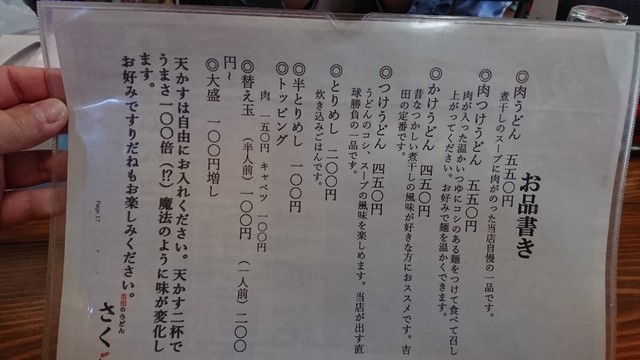 お品書き
◎肉うどん 五五〇円
煮干しのスープに肉がのった当店自慢の一品です。
◎肉つけうどん 五五〇円
肉が入った温かいつゆにコシのある麺をつけて食べて召し
上がってください。お好みで麺を温かくできます。
◎かけうどん 四五〇円
昔なつかしい煮干しの風味が好きな方におススメです。吉
田の定番です。
◎つけうどん 四五〇円
うどんのコシ、スープの風味を楽しめます。当店が出す直
球勝負の一品です。
◎とりめし 二〇〇円
炊き込みごはんです。
◎半とりめし 一〇〇円
◎トッピング
肉 一五〇円 キャベツ 一〇〇円
◎替え玉 （半人前）一〇〇円 （一人前）二〇〇
円～
◎大盛 一〇〇円増し
天かすは自由にお入れください。天かす二杯で
うまさ一〇〇倍（!?）魔法のように味が変化し
ます。
お好みですりだねもお楽しみください。
Page 17
のうどん
さく